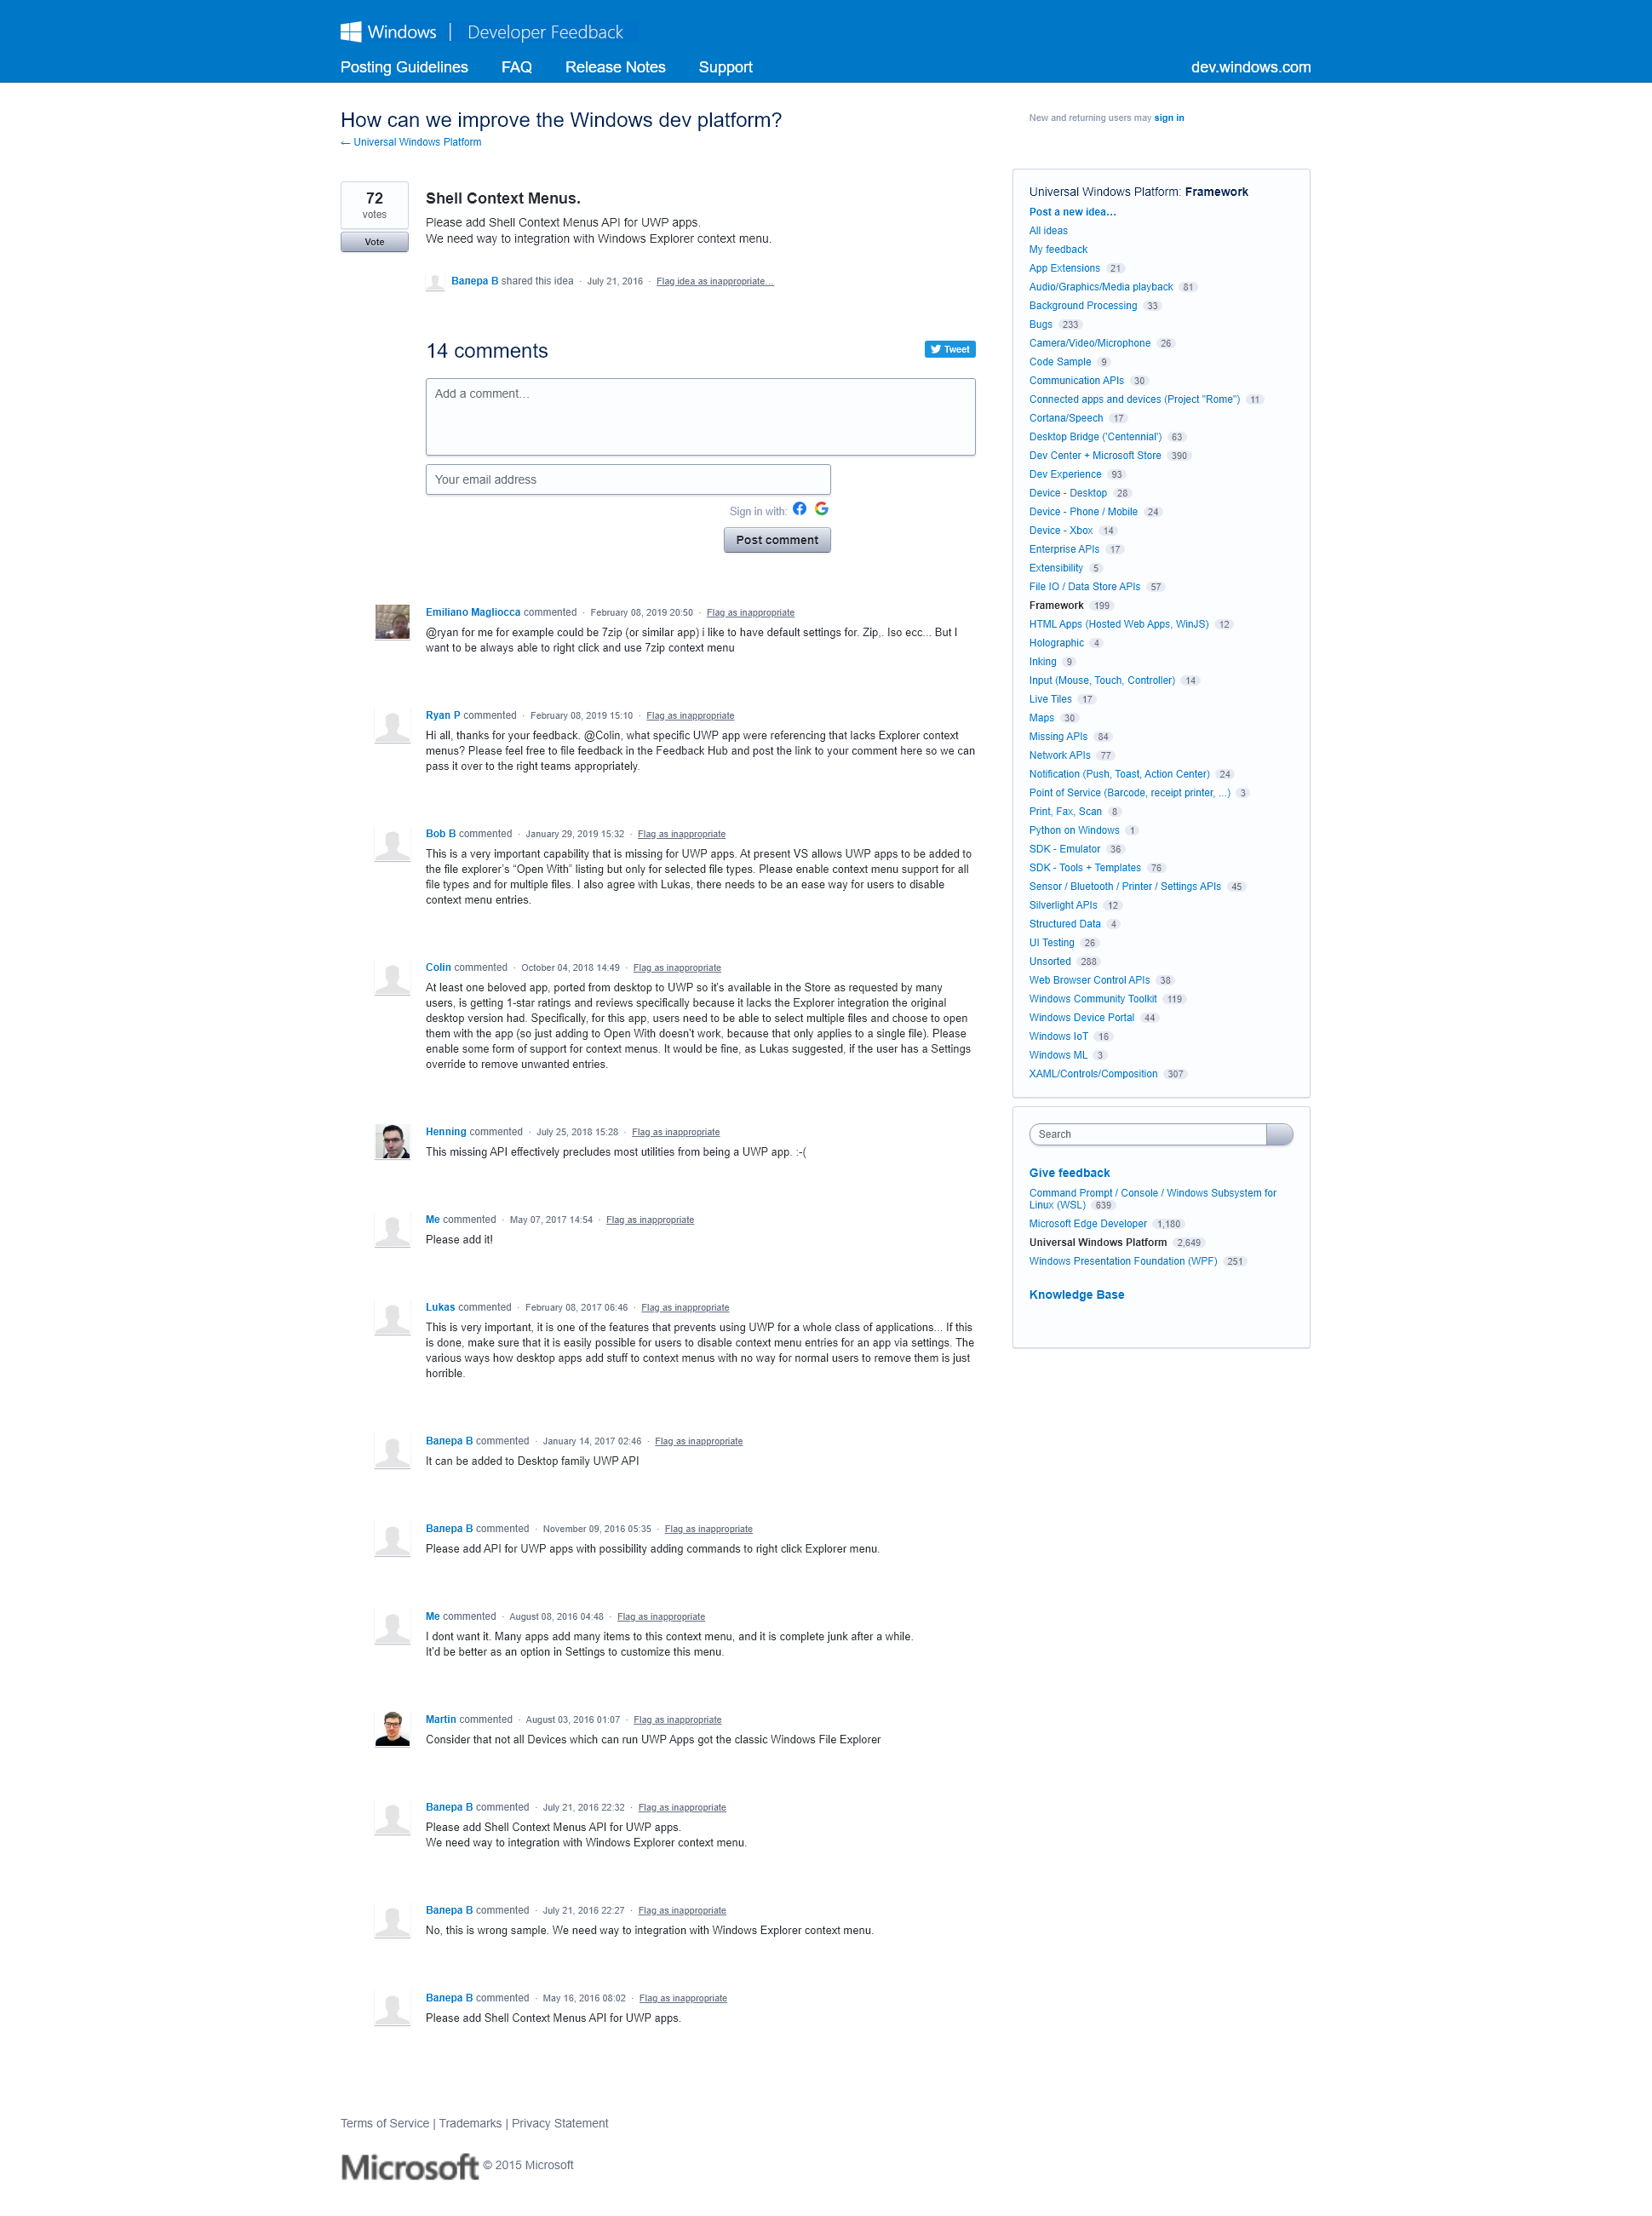 Windows | Developer Feedback
Posting Guidelines FAQ Release Notes Support dev.windows.com
How can we improve the Windows dev platform?
← Universal Windows Platform
New and returning users may sign in
72
votes
Vote
Shell Context Menus.
Please add Shell Context Menus API for UWP apps.
We need way to integration with Windows Explorer context menu.
Валера В shared this idea · July 21, 2016 · Flag idea as inappropriate…
14 comments
Tweet
Add a comment…
Your email address
Sign in with:
Post comment
Emiliano Magliocca commented · February 08, 2019 20:50 · Flag as inappropriate
@ryan for me for example could be 7zip (or similar app) i like to have default settings for. Zip,. Iso ecc... But I
want to be always able to right click and use 7zip context menu
Ryan P commented · February 08, 2019 15:10 · Flag as inappropriate
Hi all, thanks for your feedback. @Colin, what specific UWP app were referencing that lacks Explorer context
menus? Please feel free to file feedback in the Feedback Hub and post the link to your comment here so we can
pass it over to the right teams appropriately.
Bob B commented · January 29, 2019 15:32 · Flag as inappropriate
This is a very important capability that is missing for UWP apps. At present VS allows UWP apps to be added to
the file explorer's “Open With” listing but only for selected file types. Please enable context menu support for all
file types and for multiple files. I also agree with Lukas, there needs to be an ease way for users to disable
context menu entries.
Colin commented · October 04, 2018 14:49 · Flag as inappropriate
At least one beloved app, ported from desktop to UWP so it's available in the Store as requested by many
users, is getting 1-star ratings and reviews specifically because it lacks the Explorer integration the original
desktop version had. Specifically, for this app, users need to be able to select multiple files and choose to open
them with the app (so just adding to Open With doesn't work, because that only applies to a single file). Please
enable some form of support for context menus. It would be fine, as Lukas suggested, if the user has a Settings
override to remove unwanted entries.
Henning commented · July 25, 2018 15:28 · Flag as inappropriate
This missing API effectively precludes most utilities from being a UWP app. :-(
Me commented · May 07, 2017 14:54 · Flag as inappropriate
Please add it!
Lukas commented · February 08, 2017 06:46 · Flag as inappropriate
This is very important, it is one of the features that prevents using UWP for a whole class of applications... If this
is done, make sure that it is easily possible for users to disable context menu entries for an app via settings. The
various ways how desktop apps add stuff to context menus with no way for normal users to remove them is just
horrible.
Валера В commented · January 14, 2017 02:46 · Flag as inappropriate
It can be added to Desktop family UWP API
Валера В commented · November 09, 2016 05:35 · Flag as inappropriate
Please add API for UWP apps with possibility adding commands to right click Explorer menu.
Me commented · August 08, 2016 04:48 · Flag as inappropriate
I dont want it. Many apps add many items to this context menu, and it is complete junk after a while.
It'd be better as an option in Settings to customize this menu.
Martin commented · August 03, 2016 01:07 · Flag as inappropriate
Consider that not all Devices which can run UWP Apps got the classic Windows File Explorer
Валера В commented · July 21, 2016 22:32 · Flag as inappropriate
Please add Shell Context Menus API for UWP apps.
We need way to integration with Windows Explorer context menu.
Валера В commented · July 21, 2016 22:27 · Flag as inappropriate
No, this is wrong sample. We need way to integration with Windows Explorer context menu.
Валера В commented · May 16, 2016 08:02 · Flag as inappropriate
Please add Shell Context Menus API for UWP apps.
Universal Windows Platform: Framework
Post a new idea…
All ideas
My feedback
App Extensions 21
Audio/Graphics/Media playback 81
Background Processing 33
Bugs 233
Camera/Video/Microphone 26
Code Sample 9
Communication APIs 30
Connected apps and devices (Project "Rome") 11
Cortana/Speech 17
Desktop Bridge ('Centennial') 63
Dev Center + Microsoft Store 390
Dev Experience 93
Device - Desktop 28
Device - Phone / Mobile 24
Device - Xbox 14
Enterprise APIs 17
Extensibility 5
File IO / Data Store APIs 57
Framework 199
HTML Apps (Hosted Web Apps, WinJS) 12
Holographic 4
Inking 9
Input (Mouse, Touch, Controller) 14
Live Tiles 17
Maps 30
Missing APIs 84
Network APIs 77
Notification (Push, Toast, Action Center) 24
Point of Service (Barcode, receipt printer, ...) 3
Print, Fax, Scan 8
Python on Windows 1
SDK - Emulator 36
SDK - Tools + Templates 76
Sensor / Bluetooth / Printer / Settings APIs 45
Silverlight APIs 12
Structured Data 4
UI Testing 26
Unsorted 288
Web Browser Control APIs 38
Windows Community Toolkit 119
Windows Device Portal 44
Windows IoT 16
Windows ML 3
XAML/Controls/Composition 307
Search
Give feedback
Command Prompt / Console / Windows Subsystem for
Linux (WSL) 639
Microsoft Edge Developer 1,180
Universal Windows Platform 2,649
Windows Presentation Foundation (WPF) 251
Knowledge Base
Terms of Service | Trademarks | Privacy Statement
Microsoft © 2015 Microsoft